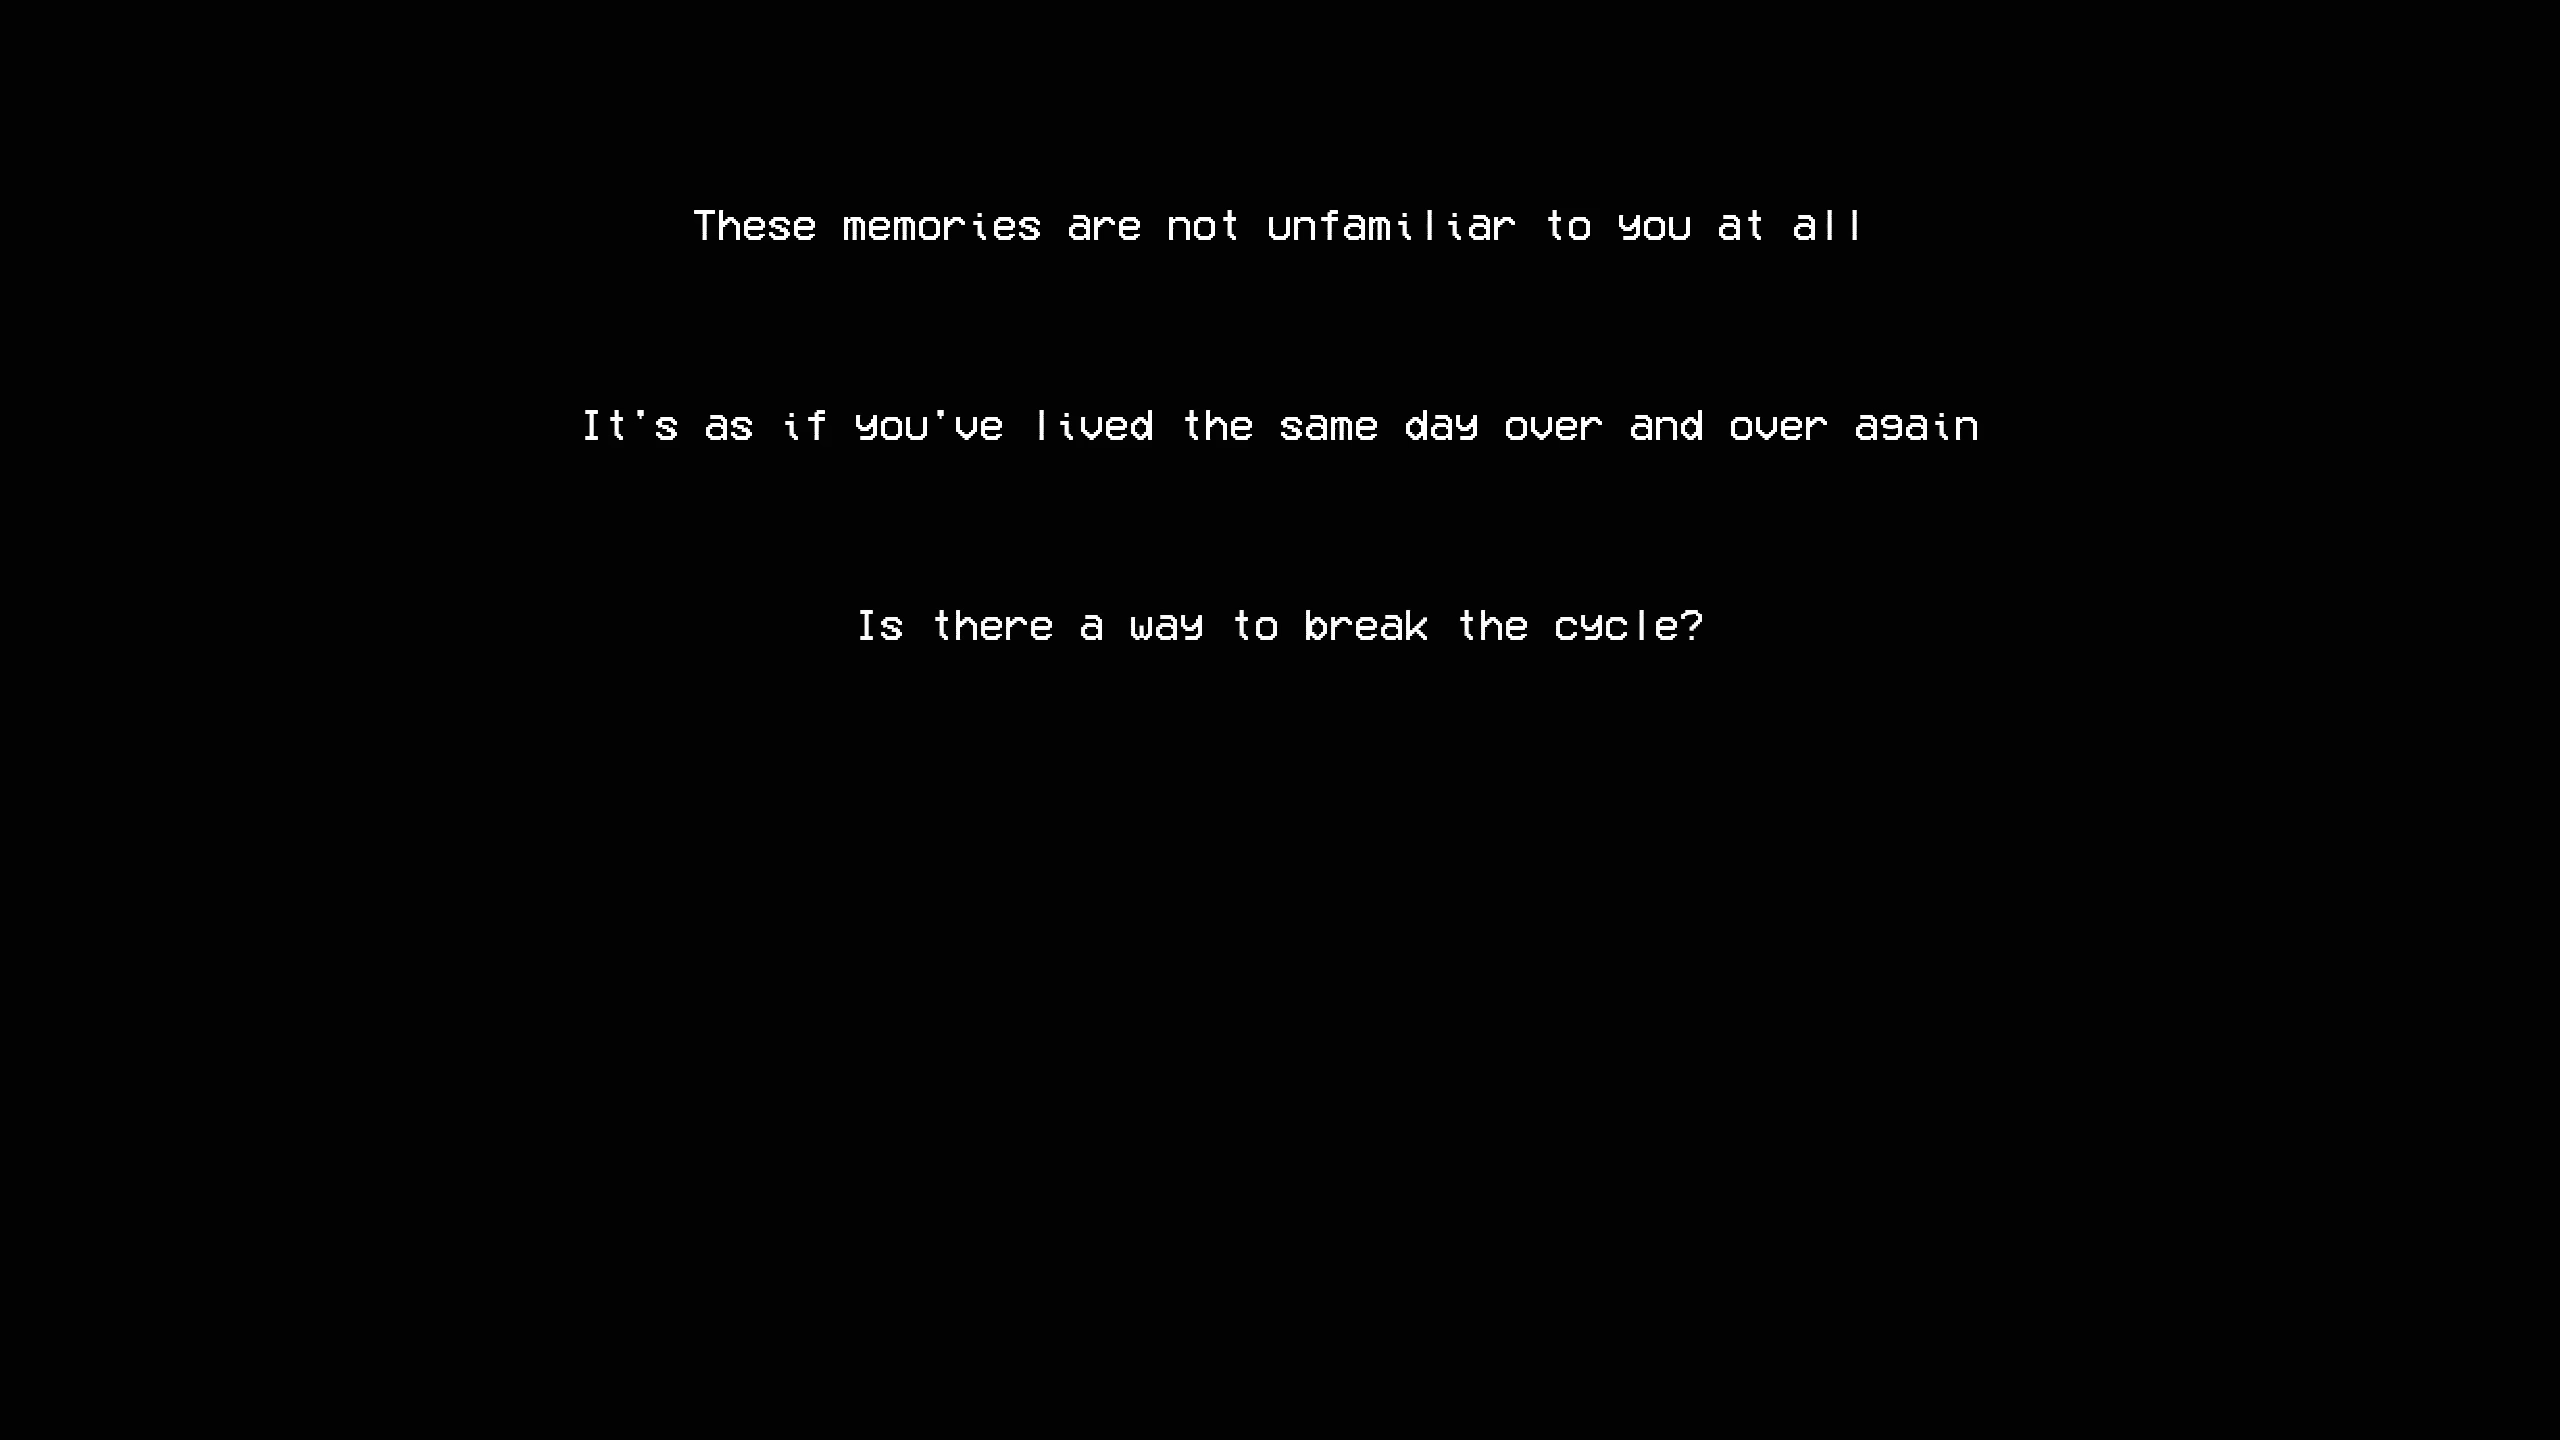 These memories are not unfamiliar to you at all
It's as if you've lived the same day over and over again
Is there a way to break the cycle?